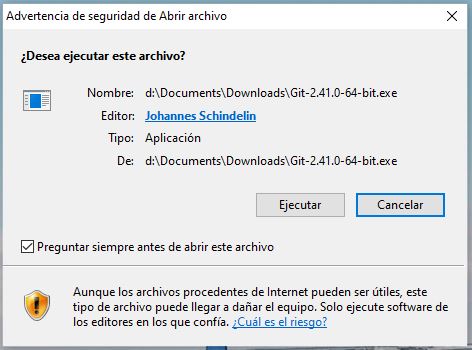 Advertencia de seguridad de Abrir archivo
¿Desea ejecutar este archivo?
Nombre: d:\Documents\Downloads\Git-2.41.0-64-bit.exe
Editor: Johannes Schindelin
Tipo: Aplicación
De: d:\Documents\Downloads\Git-2.41.0-64-bit.exe
Ejecutar Cancelar
Preguntar siempre antes de abrir este archivo
Aunque los archivos procedentes de Internet pueden ser útiles, este
tipo de archivo puede llegar a dañar el equipo. Solo ejecute software de
los editores en los que confía. ¿Cuál es el riesgo?